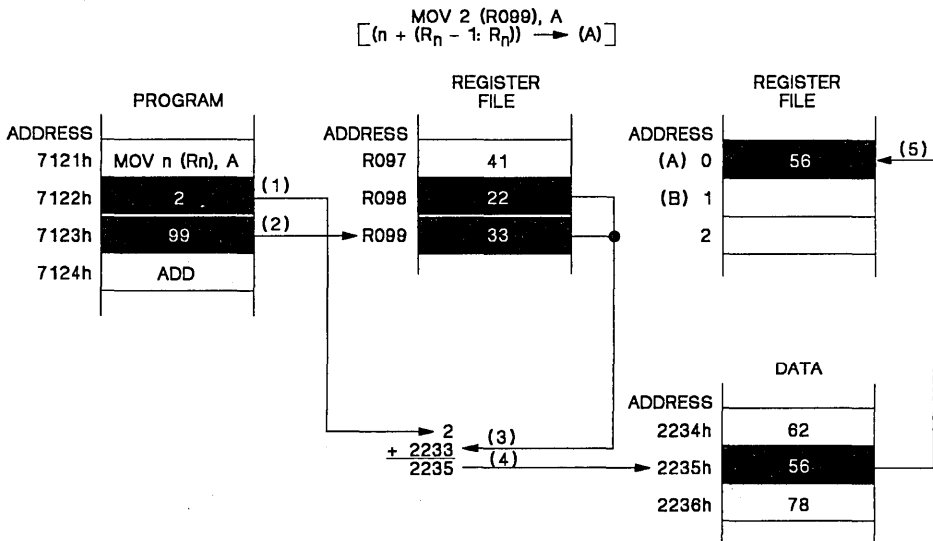 MOV 2 (R099), A
[(n + (Rn - 1: Rn)) → (A)]
PROGRAM
ADDRESS
7121h MOV n (Rn), A
7122h 2 (1)
7123h 99 (2)
7124h ADD
REGISTER
FILE
ADDRESS
R097 41
R098 22
R099 33
REGISTER
FILE
ADDRESS
(A) 0 56 (5)
(B) 1
2
2
+ 2233 (3)
2235 (4)
DATA
ADDRESS
2234h 62
2235h 56
2236h 78